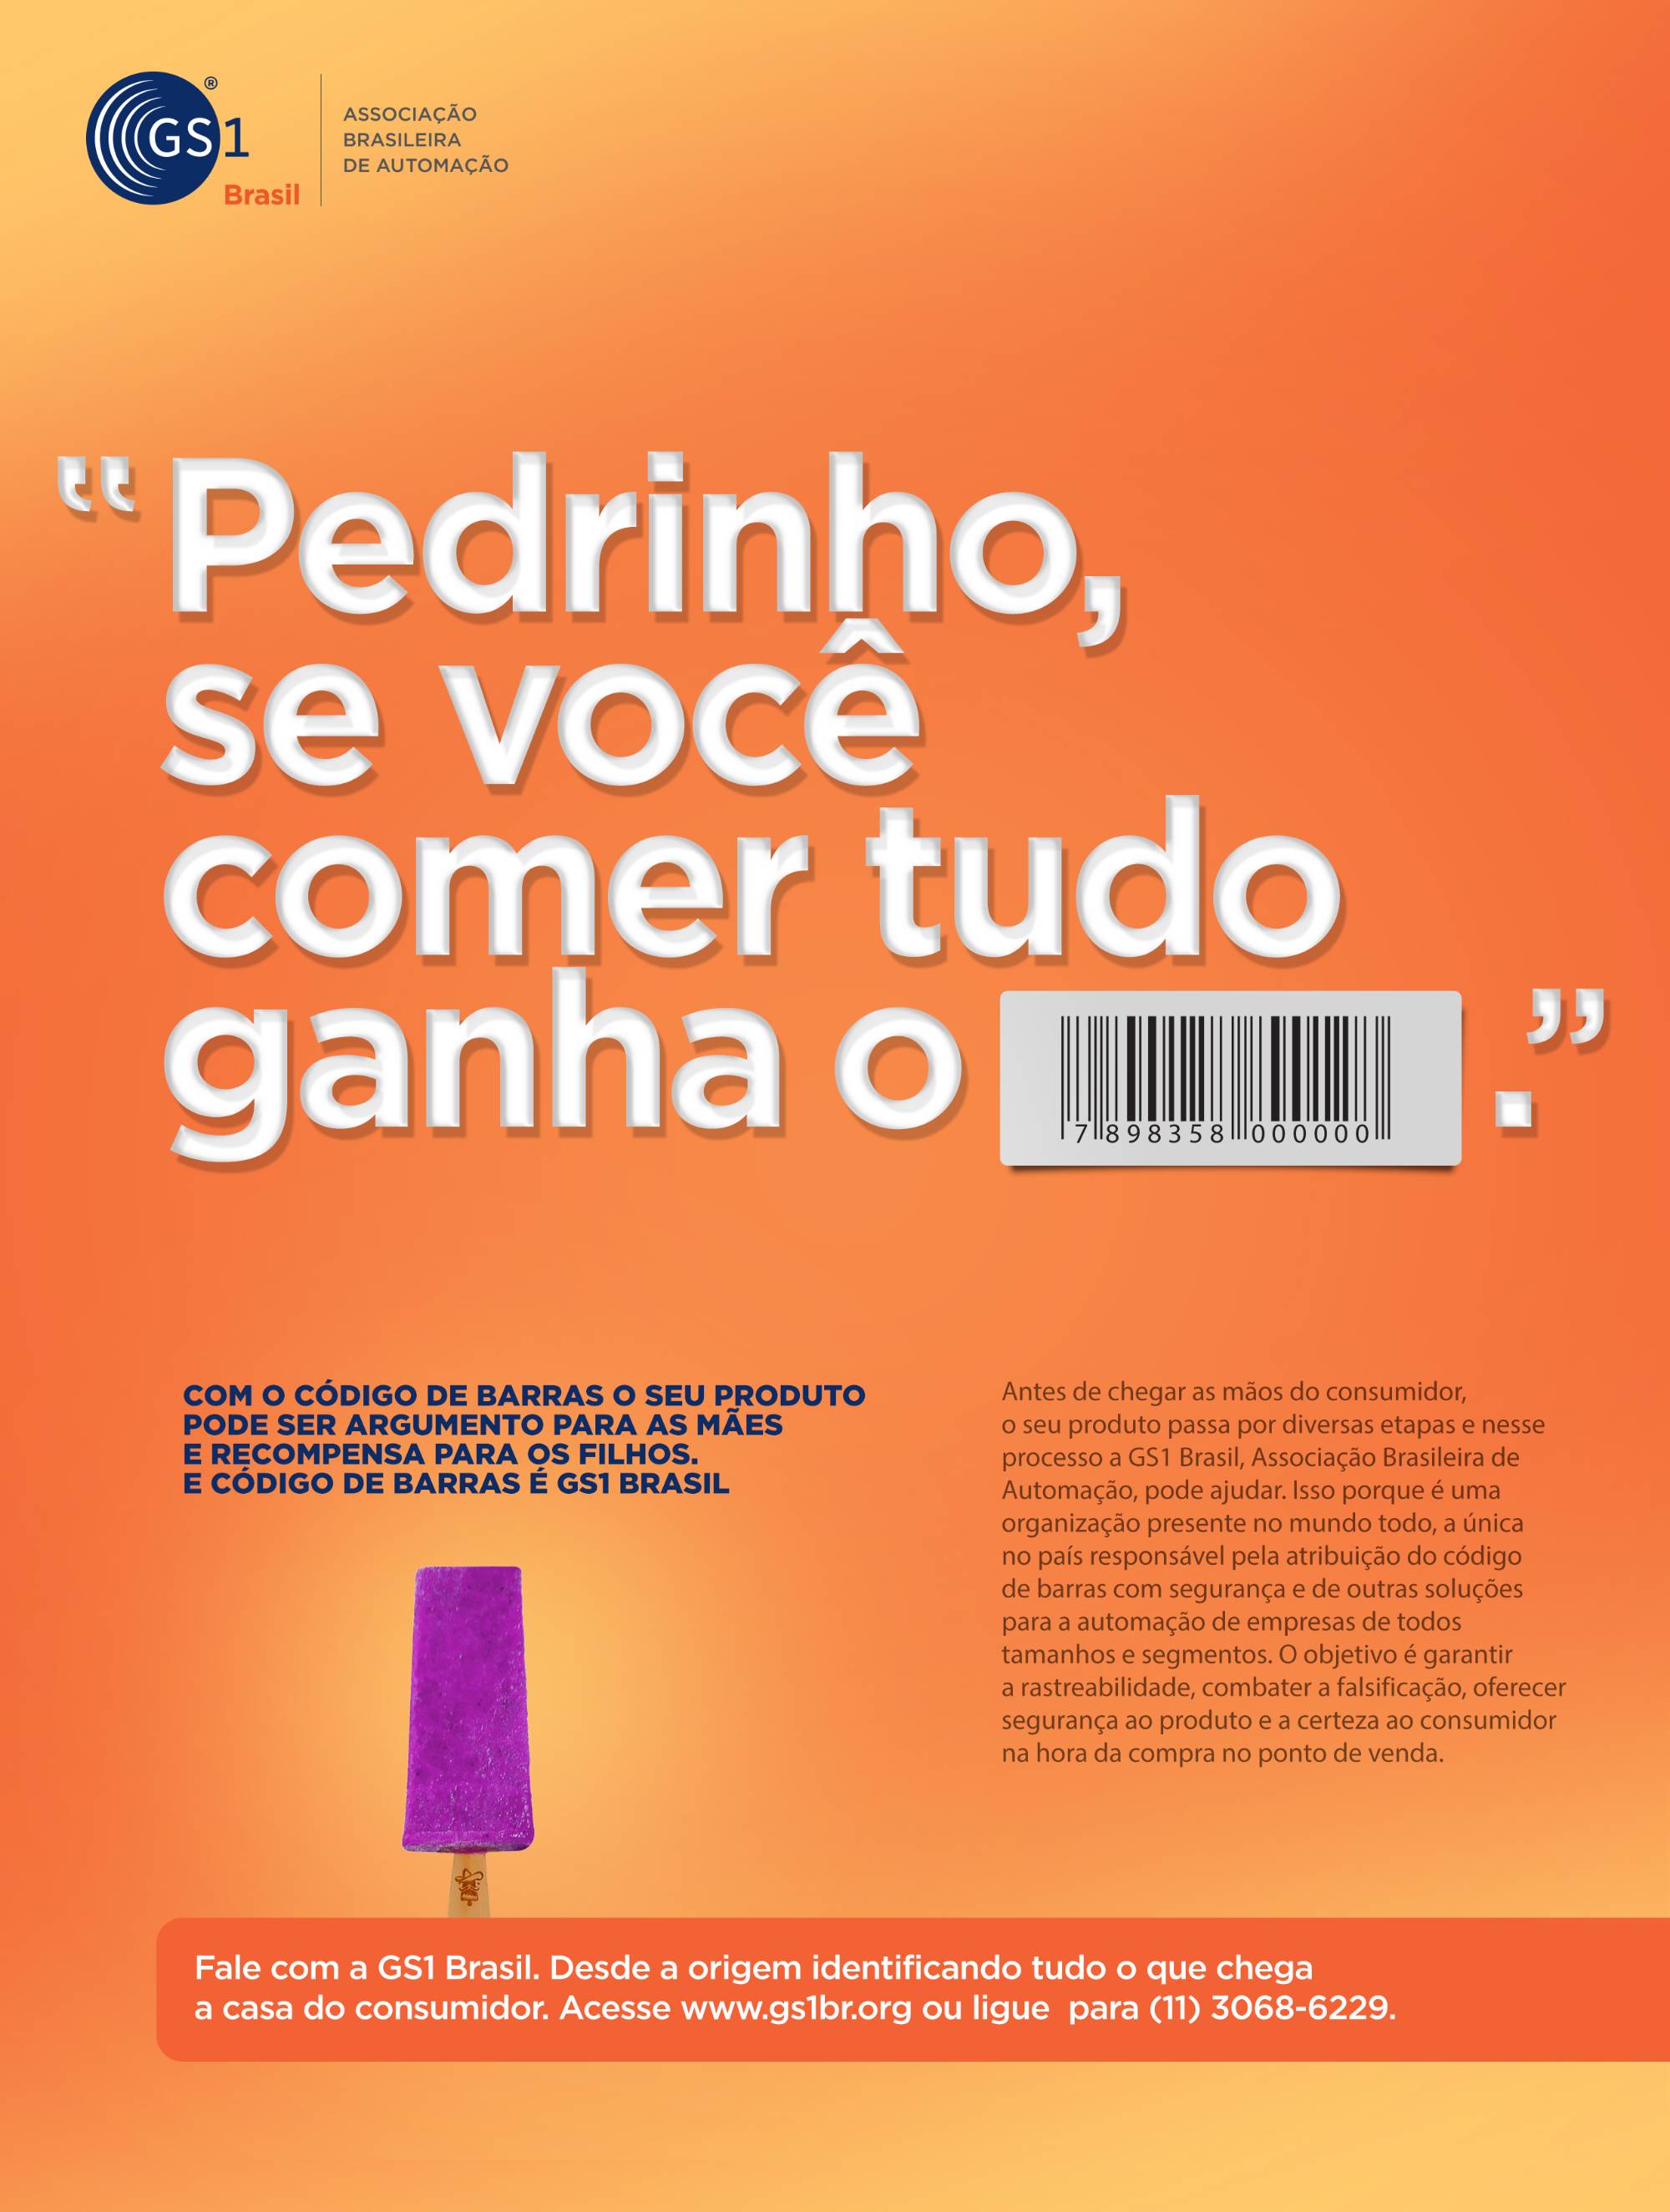 GS1®
Brasil
ASSOCIAÇÃO
BRASILEIRA
DE AUTOMAÇÃO
“Pedrinho,
se você
comer tudo
ganha o
7 898358 000000
.”
COM O CÓDIGO DE BARRAS O SEU PRODUTO
PODE SER ARGUMENTO PARA AS MÃES
E RECOMPENSA PARA OS FILHOS.
E CÓDIGO DE BARRAS É GS1 BRASIL
Antes de chegar as mãos do consumidor,
o seu produto passa por diversas etapas e nesse
processo a GS1 Brasil, Associação Brasileira de
Automação, pode ajudar. Isso porque é uma
organização presente no mundo todo, a única
no país responsável pela atribuição do código
de barras com segurança e de outras soluções
para a automação de empresas de todos
tamanhos e segmentos. O objetivo é garantir
a rastreabilidade, combater a falsificação, oferecer
segurança ao produto e a certeza ao consumidor
na hora da compra no ponto de venda.
Fale com a GS1 Brasil. Desde a origem identificando tudo o que chega
a casa do consumidor. Acesse www.gs1br.org ou ligue  para (11) 3068-6229.